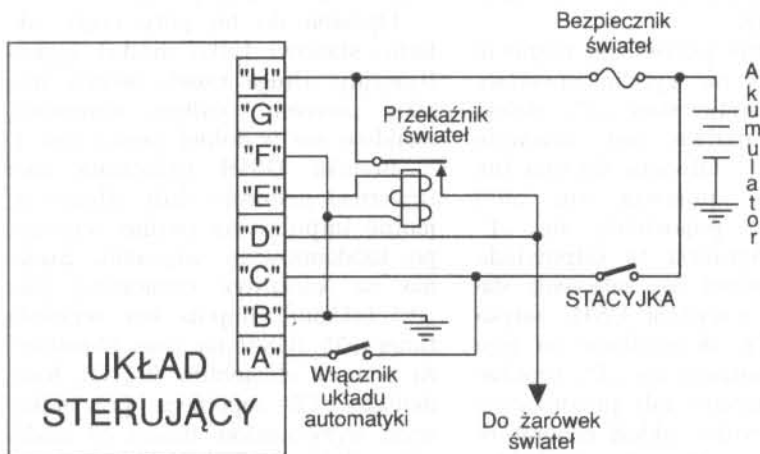 Bezpiecznik
świateł
Akumulator
"H"
"G"
"F"
"E"
"D"
"C"
"B"
"A"
Przekaźnik
świateł
STACYJKA
UKŁAD
STERUJĄCY
Włącznik
układu
automatyki
Do żarówek
świateł